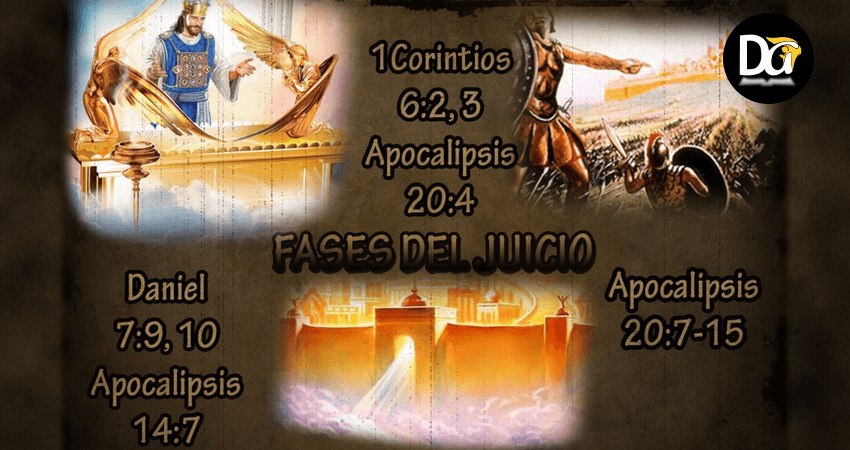 DG
1Corintios
6:2, 3
Apocalipsis
20:4
FASES DEL JUICIO
Daniel
7:9, 10
Apocalipsis
14:7
Apocalipsis
20:7-15